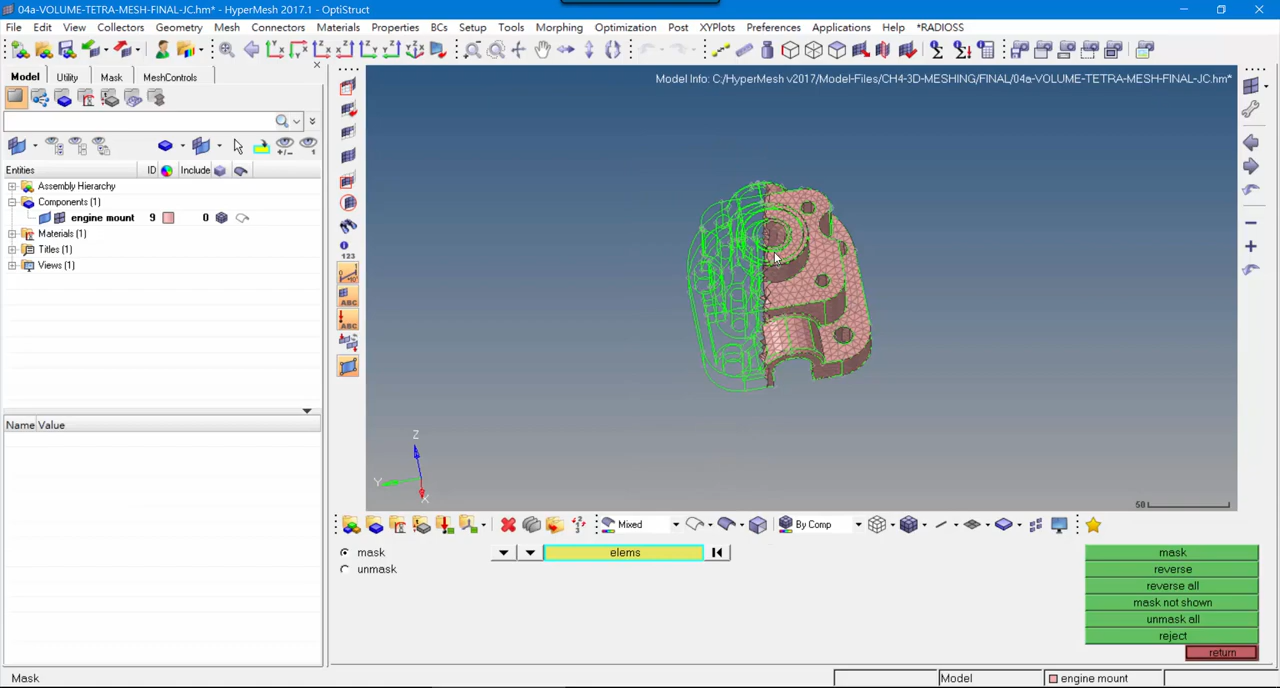 04a-VOLUME-TETRA-MESH-FINAL-JC.hm* - HyperMesh 2017.1 - OptiStruct
File Edit View Collectors Geometry Mesh Connectors Materials Properties BCs Setup Tools Morphing Optimization Post XYPlots Preferences Applications Help *RADIOSS
Model Utility Mask MeshControls
Model Info: C:/HyperMesh v2017/Model-Files/CH4-3D-MESHING/FINAL/04a-VOLUME-TETRA-MESH-FINAL-JC.hm*
Entities ID Include
Assembly Hierarchy
Components (1)
engine mount 9 0
Materials (1)
Titles (1)
Views (1)
123
ABC
ABC
Name Value
Z
Y
X
50
Mixed By Comp
mask elems mask
unmask reverse
reverse all
mask not shown
unmask all
reject
return
Mask Model engine mount